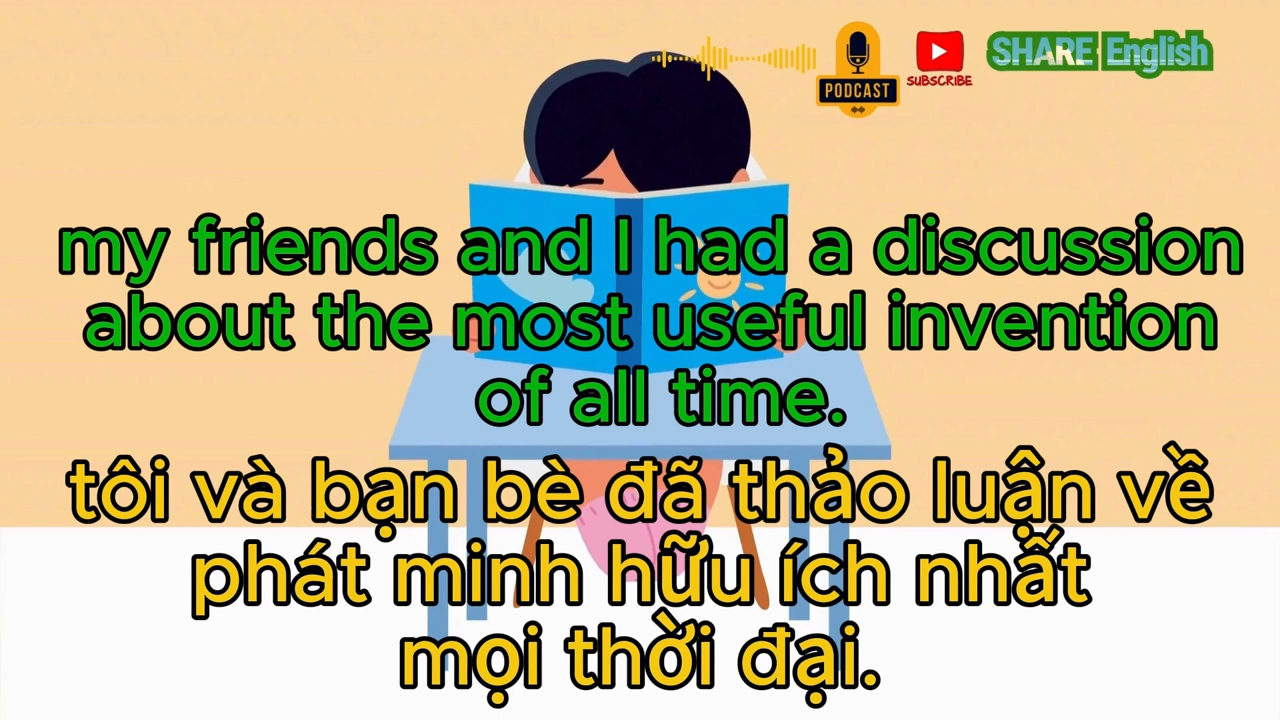 PODCAST
SUBSCRIBE
SHARE English
my friends and I had a discussion
about the most useful invention
of all time.
tôi và bạn bè đã thảo luận về
phát minh hữu ích nhất
mọi thời đại.